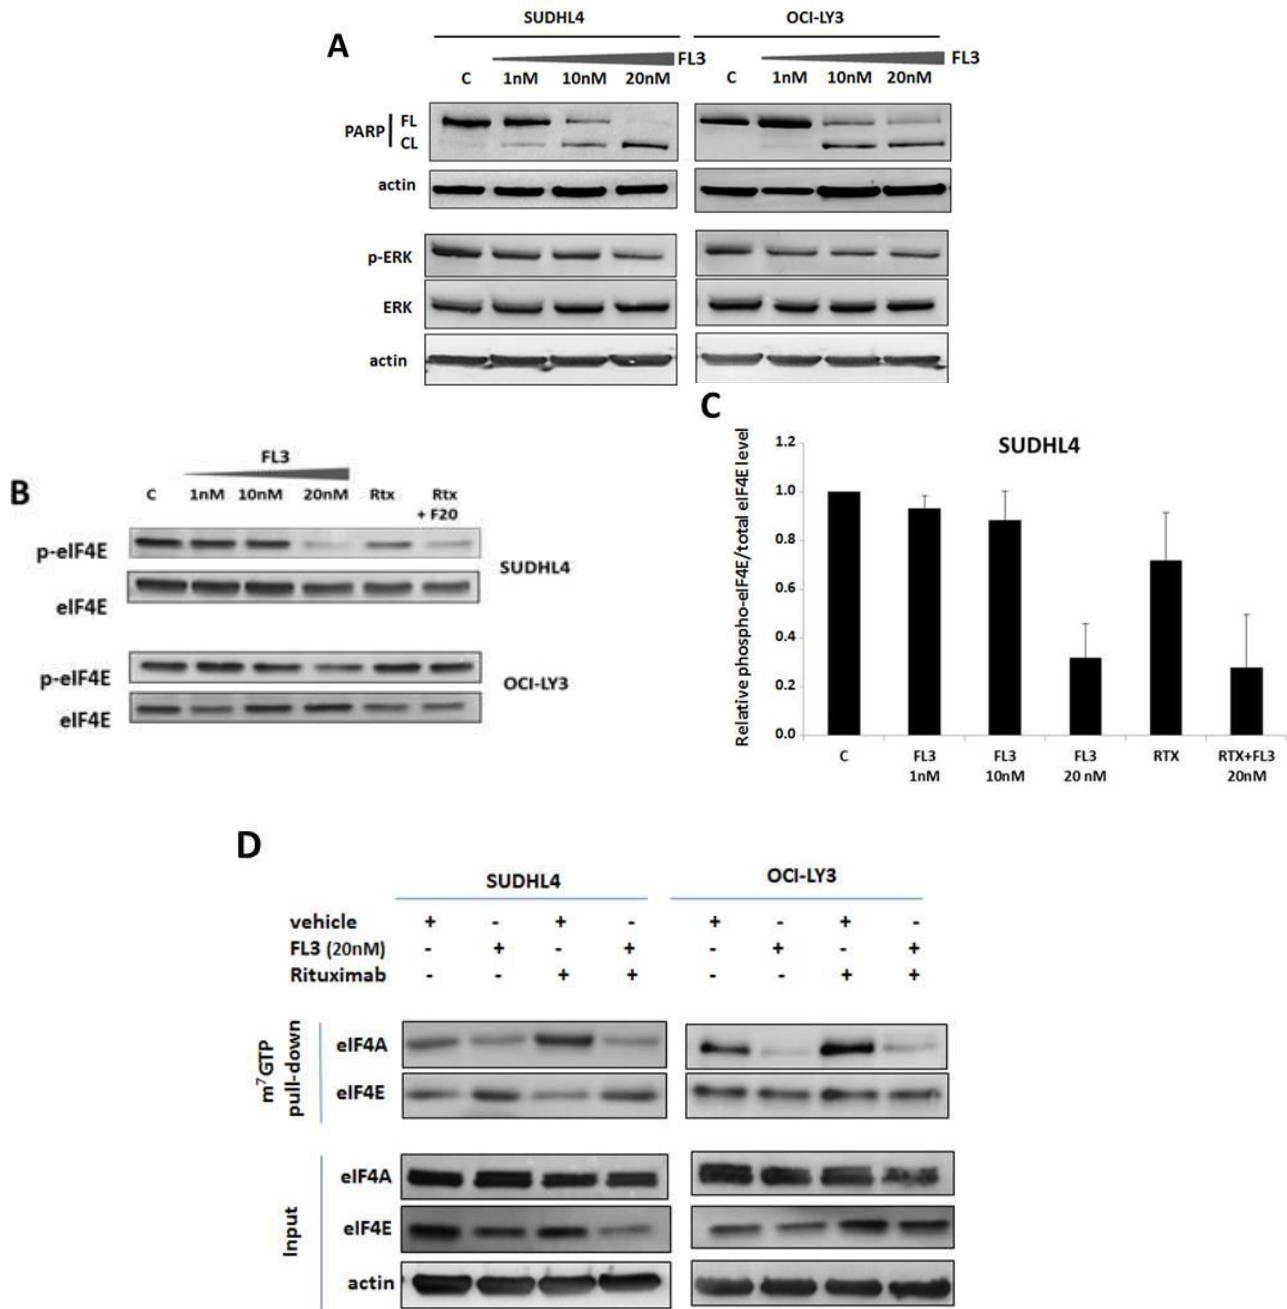 A
SUDHL4 OCI-LY3
FL3 FL3
C 1nM 10nM 20nM C 1nM 10nM 20nM
PARP FL
CL
actin
p-ERK
ERK
actin
B
FL3
C 1nM 10nM 20nM Rtx Rtx
+ F20
p-eIF4E
SUDHL4
eIF4E
p-eIF4E
OCI-LY3
eIF4E
C
SUDHL4
Relative phospho-eIF4E/total eIF4E level
1.2
1.0
0.8
0.6
0.4
0.2
0.0
C FL3 FL3 FL3 RTX RTX+FL3
1nM 10nM 20 nM 20nM
D
SUDHL4 OCI-LY3
vehicle + - + - + - + -
FL3 (20nM) - + - + - + - +
Rituximab - - + + - - + +
m⁷GTP
pull-down
eIF4A
eIF4E
Input
eIF4A
eIF4E
actin